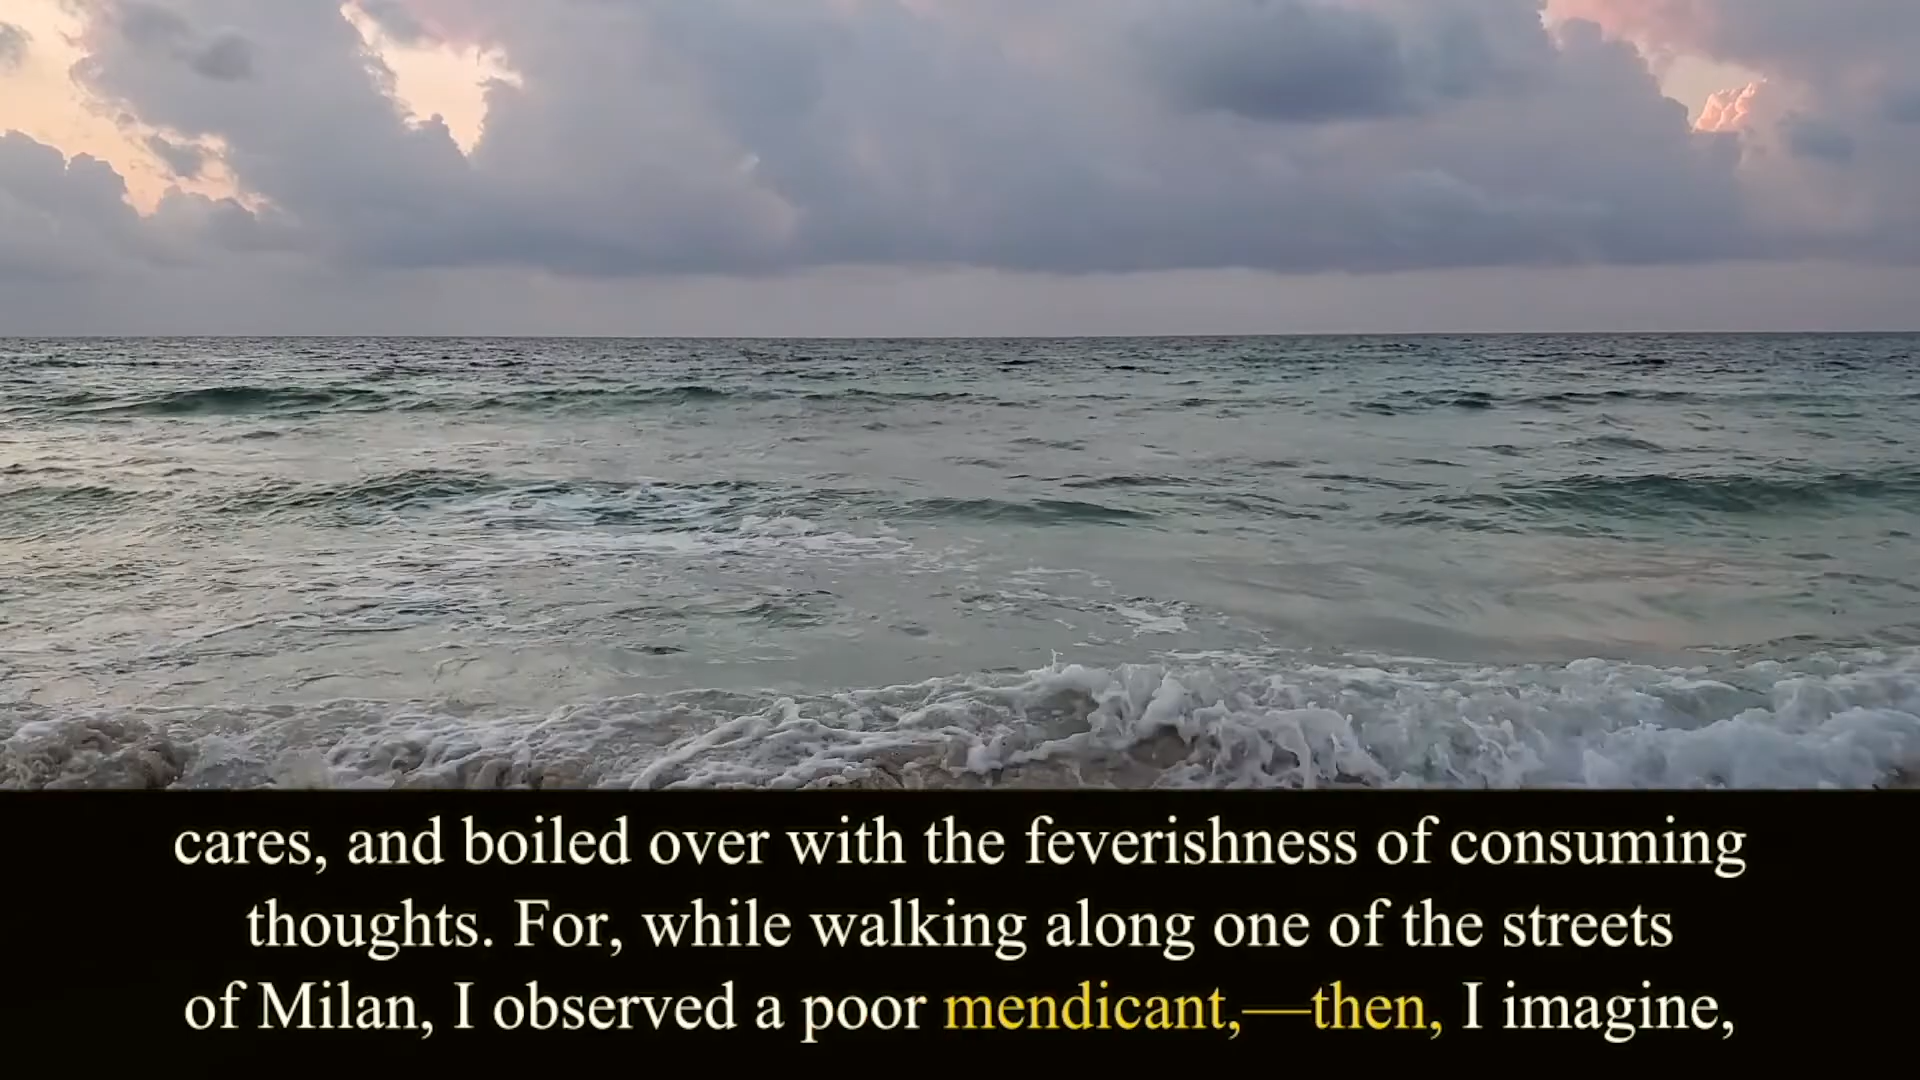 cares, and boiled over with the feverishness of consuming
thoughts. For, while walking along one of the streets
of Milan, I observed a poor mendicant,—then, I imagine,